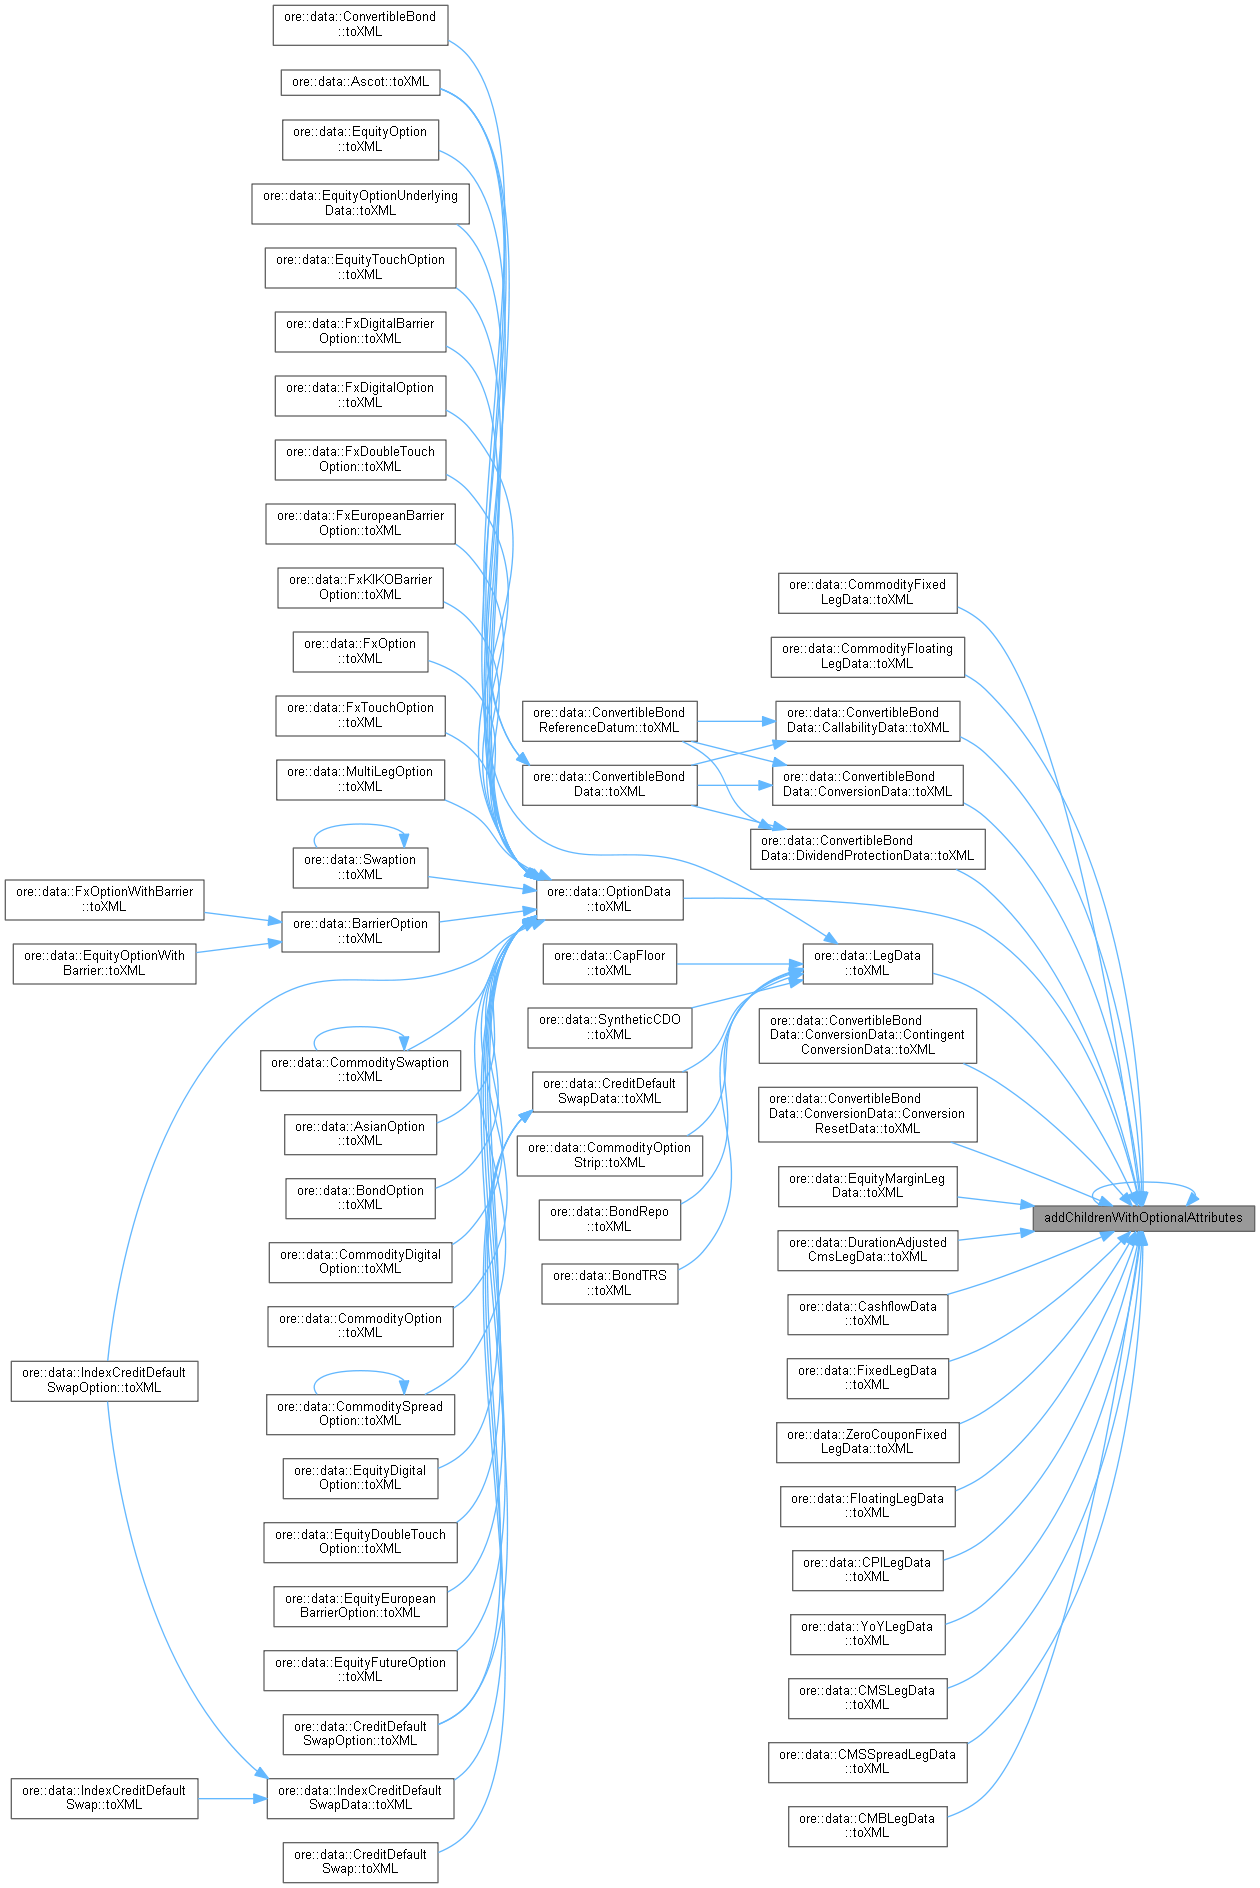 ore::data::ConvertibleBond
::toXML
ore::data::Ascot::toXML
ore::data::EquityOption
::toXML
ore::data::EquityOptionUnderlying
Data::toXML
ore::data::EquityTouchOption
::toXML
ore::data::FxDigitalBarrier
Option::toXML
ore::data::FxDigitalOption
::toXML
ore::data::FxDoubleTouch
Option::toXML
ore::data::FxEuropeanBarrier
Option::toXML
ore::data::FxKIKOBarrier
Option::toXML
ore::data::FxOption
::toXML
ore::data::FxTouchOption
::toXML
ore::data::MultiLegOption
::toXML
ore::data::Swaption
::toXML
ore::data::FxOptionWithBarrier
::toXML
ore::data::EquityOptionWith
Barrier::toXML
ore::data::BarrierOption
::toXML
ore::data::CommoditySwaption
::toXML
ore::data::AsianOption
::toXML
ore::data::BondOption
::toXML
ore::data::CommodityDigital
Option::toXML
ore::data::CommodityOption
::toXML
ore::data::IndexCreditDefault
SwapOption::toXML
ore::data::CommoditySpread
Option::toXML
ore::data::EquityDigital
Option::toXML
ore::data::EquityDoubleTouch
Option::toXML
ore::data::EquityEuropean
BarrierOption::toXML
ore::data::EquityFutureOption
::toXML
ore::data::CreditDefault
SwapOption::toXML
ore::data::IndexCreditDefault
Swap::toXML
ore::data::IndexCreditDefault
SwapData::toXML
ore::data::CreditDefault
Swap::toXML
ore::data::ConvertibleBond
ReferenceDatum::toXML
ore::data::ConvertibleBond
Data::toXML
ore::data::OptionData
::toXML
ore::data::CapFloor
::toXML
ore::data::SyntheticCDO
::toXML
ore::data::CreditDefault
SwapData::toXML
ore::data::CommodityOption
Strip::toXML
ore::data::BondRepo
::toXML
ore::data::BondTRS
::toXML
ore::data::CommodityFixed
LegData::toXML
ore::data::CommodityFloating
LegData::toXML
ore::data::ConvertibleBond
Data::CallabilityData::toXML
ore::data::ConvertibleBond
Data::ConversionData::toXML
ore::data::ConvertibleBond
Data::DividendProtectionData::toXML
ore::data::LegData
::toXML
ore::data::ConvertibleBond
Data::ConversionData::Contingent
ConversionData::toXML
ore::data::ConvertibleBond
Data::ConversionData::Conversion
ResetData::toXML
ore::data::EquityMarginLeg
Data::toXML
ore::data::DurationAdjusted
CmsLegData::toXML
ore::data::CashflowData
::toXML
ore::data::FixedLegData
::toXML
ore::data::ZeroCouponFixed
LegData::toXML
ore::data::FloatingLegData
::toXML
ore::data::CPILegData
::toXML
ore::data::YoYLegData
::toXML
ore::data::CMSLegData
::toXML
ore::data::CMSSpreadLegData
::toXML
ore::data::CMBLegData
::toXML
addChildrenWithOptionalAttributes